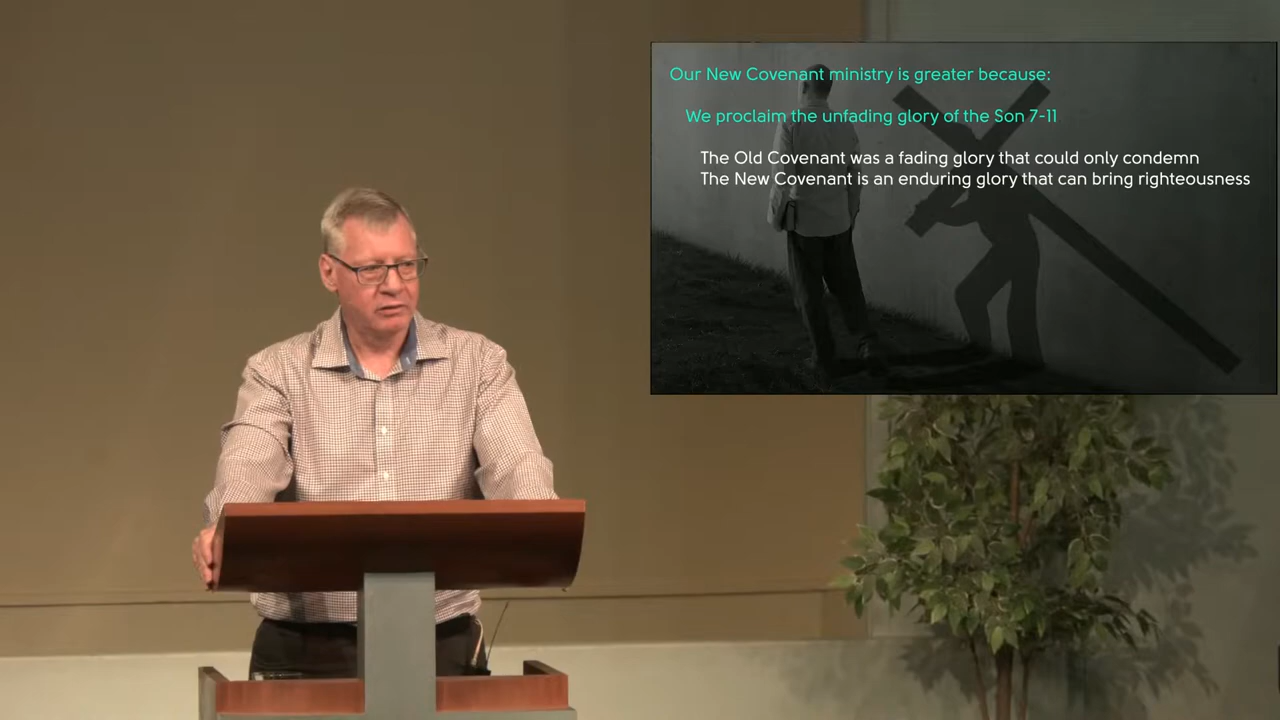 Our New Covenant ministry is greater because:
We proclaim the unfading glory of the Son 7-11
The Old Covenant was a fading glory that could only condemn
The New Covenant is an enduring glory that can bring righteousness